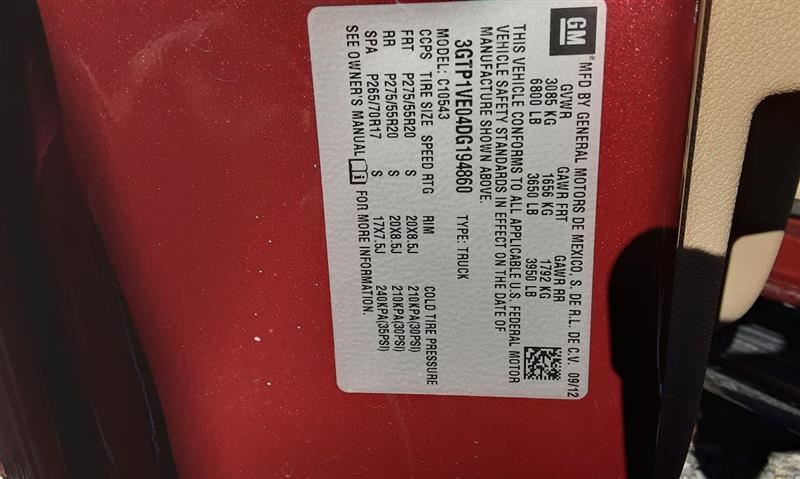 GM ® MFD BY GENERAL MOTORS DE MEXICO, S. DE R.L. DE C.V. 09/12
GVWR GAWR FRT GAWR RR
3085 KG 1656 KG 1792 KG
6800 LB 3650 LB 3950 LB
THIS VEHICLE CONFORMS TO ALL APPLICABLE U.S. FEDERAL MOTOR
VEHICLE SAFETY STANDARDS IN EFFECT ON THE DATE OF
MANUFACTURE SHOWN ABOVE.
3GTP1VE04DG194860 TYPE: TRUCK
MODEL: C10543
CCPS TIRE SIZE SPEED RTG RIM COLD TIRE PRESSURE
FRT P275/55R20 S 20X8.5J 210KPA(30PSI)
RR P275/55R20 S 20X8.5J 210KPA(30PSI)
SPA P265/70R17 S 17X7.5J 240KPA(35PSI)
SEE OWNER'S MANUAL FOR MORE INFORMATION.